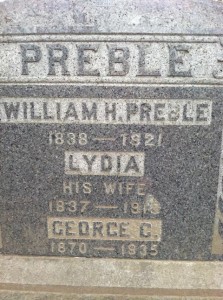 PREBLE
WILLIAM H. PREBLE
1838 — 1921
LYDIA
HIS WIFE
1837 —
GEORGE C.
1870 — 1935